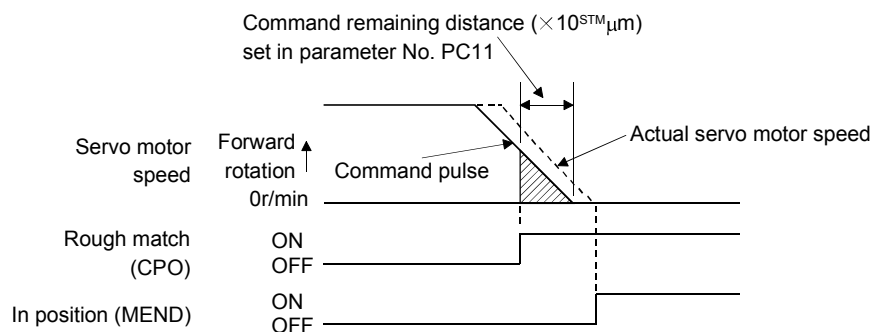 Command remaining distance (×10ˢᵀᴹμm)
set in parameter No. PC11
Servo motor
speed
Forward
rotation
0r/min
Command pulse
Actual servo motor speed
Rough match
(CPO)
ON
OFF
In position (MEND)
ON
OFF